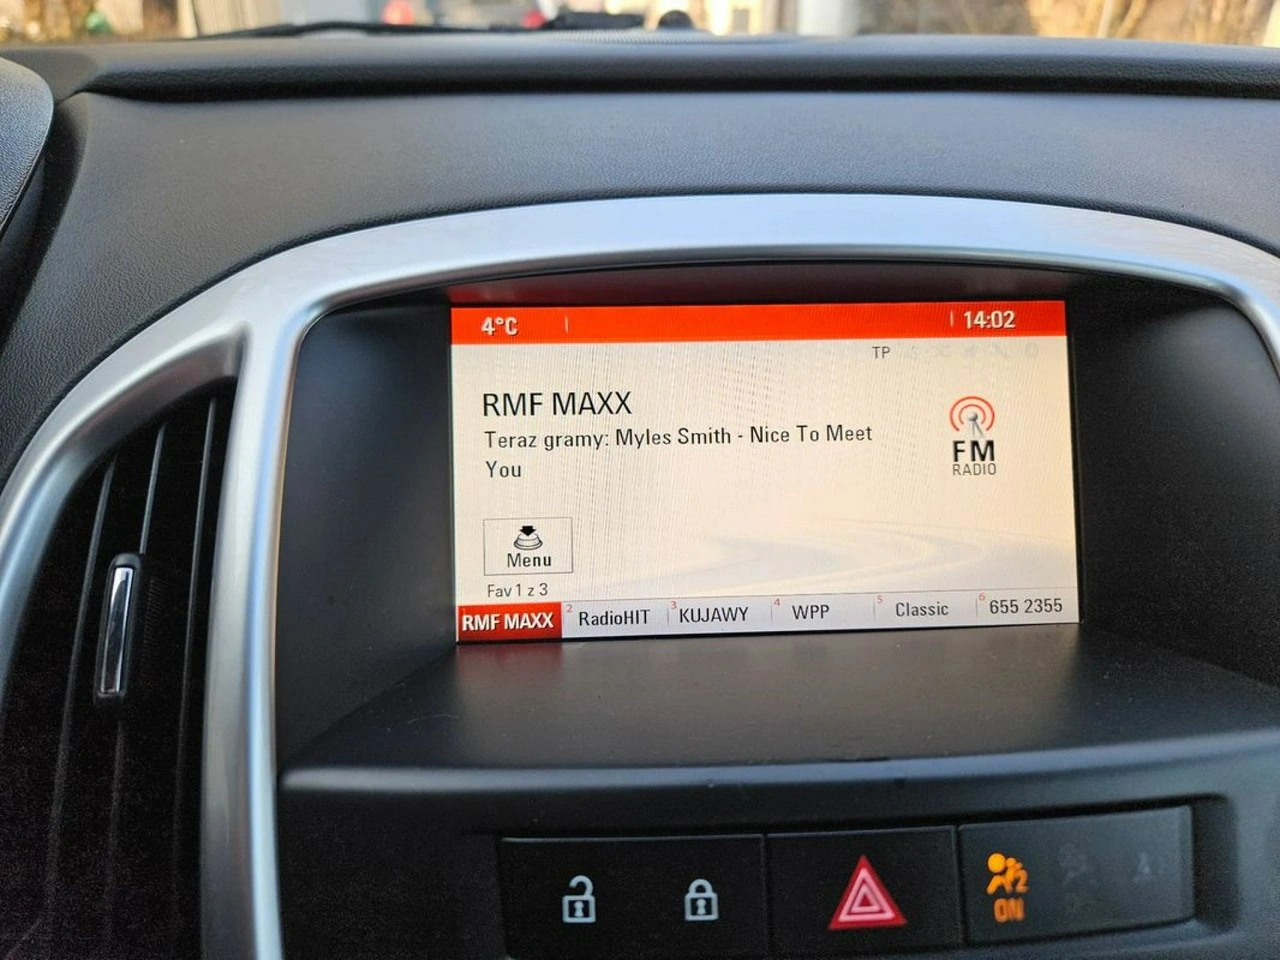 4°C 14:02
TP
RMF MAXX
Teraz gramy: Myles Smith - Nice To Meet
You
FM
RADIO
Menu
Fav 1 z 3
1 RMF MAXX 2 RadioHIT 3 KUJAWY 4 WPP 5 Classic 6 655 2355
2
ON